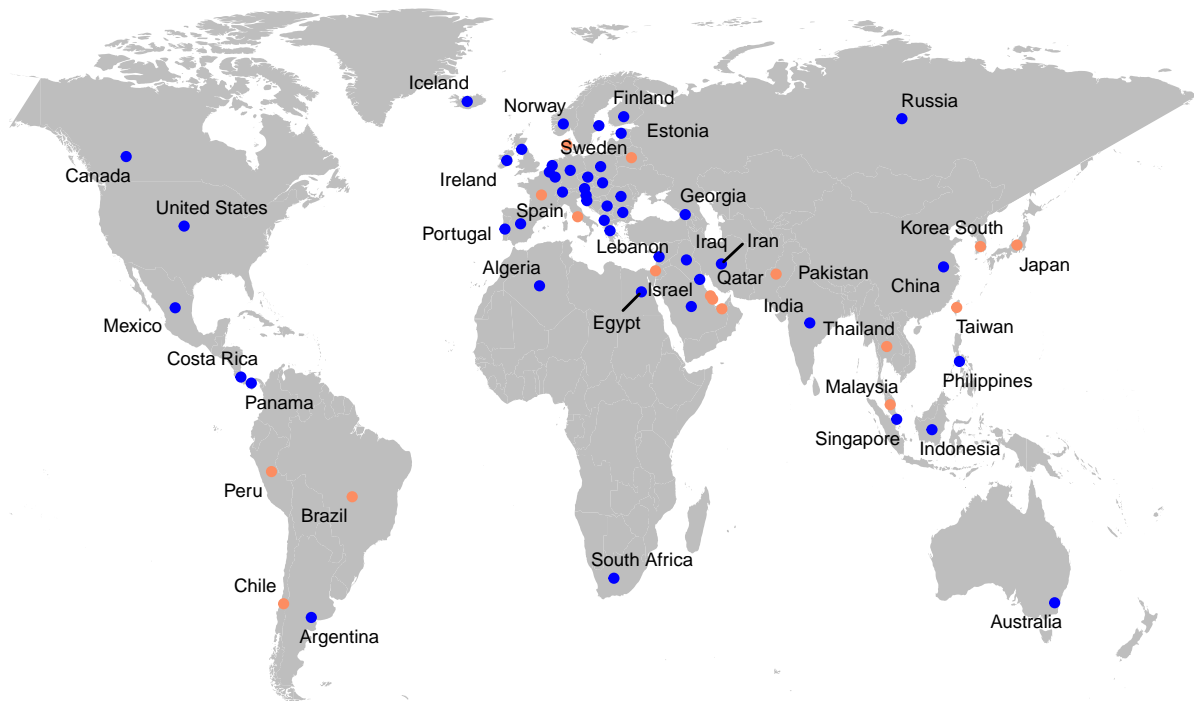 Iceland
Norway
Finland
Russia
Estonia
Sweden
Canada
Ireland
United States
Spain
Georgia
Portugal
Korea South
Lebanon
Iraq
Iran
Japan
Algeria
Qatar
Pakistan
China
Israel
India
Mexico
Egypt
Thailand
Taiwan
Costa Rica
Panama
Malaysia
Philippines
Singapore
Indonesia
Peru
Brazil
South Africa
Chile
Argentina
Australia